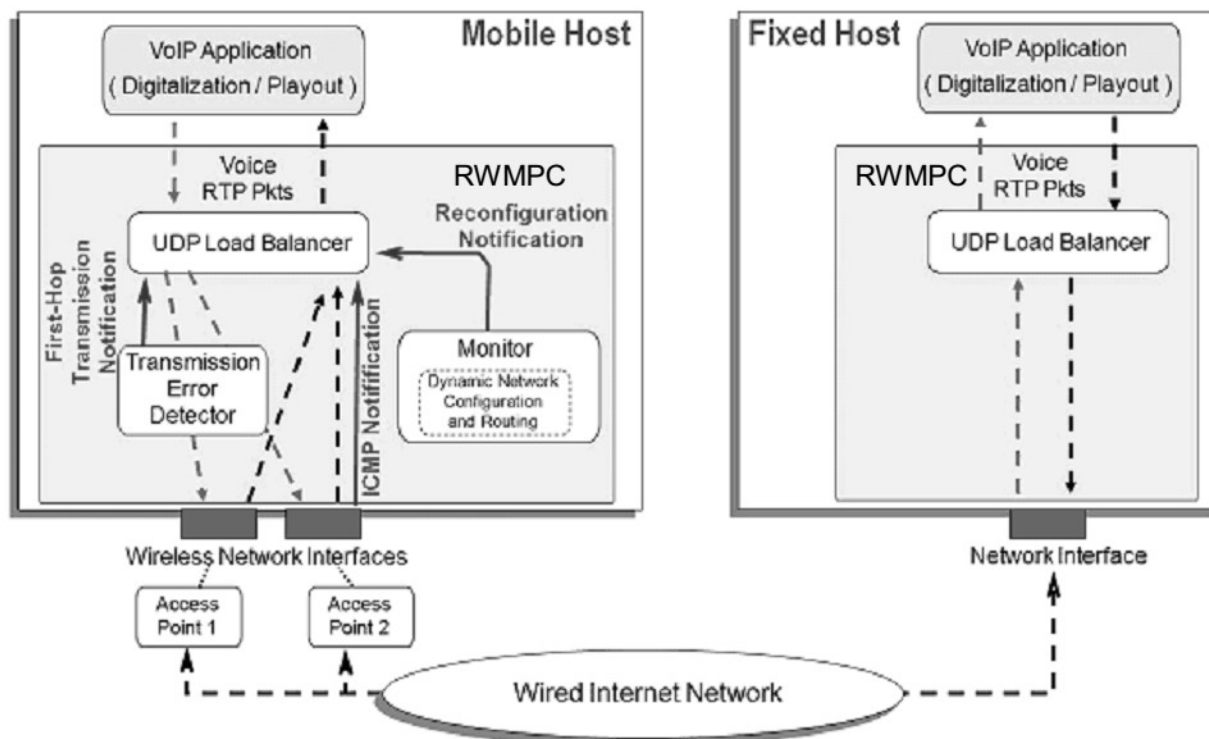 Mobile Host
VoIP Application
( Digitalization / Playout )
RWMPC
Voice
RTP Pkts
Reconfiguration
Notification
UDP Load Balancer
First-Hop
Transmission
Notification
Transmission
Error
Detector
ICMP Notitification
Monitor
Dynamic Network
Configuration
and Routing
Wireless Network Interfaces
Access
Point 1
Access
Point 2
Fixed Host
VoIP Application
( Digitalization / Playout )
RWMPC
Voice
RTP Pkts
UDP Load Balancer
Network Interface
Wired Internet Network